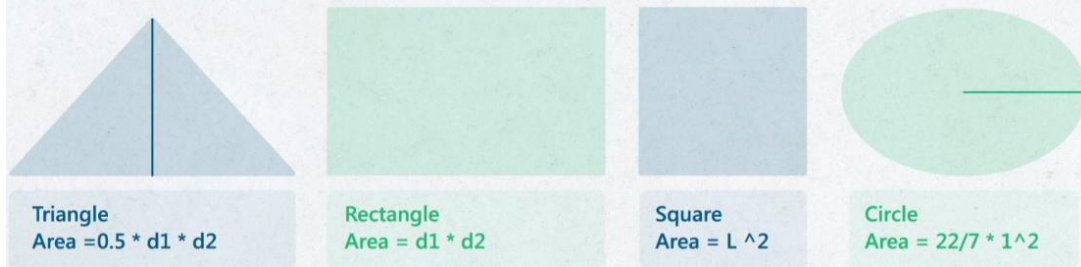 Triangle
Area =0.5 * d1 * d2
Rectangle
Area = d1 * d2
Square
Area = L ^2
Circle
Area = 22/7 * 1^2